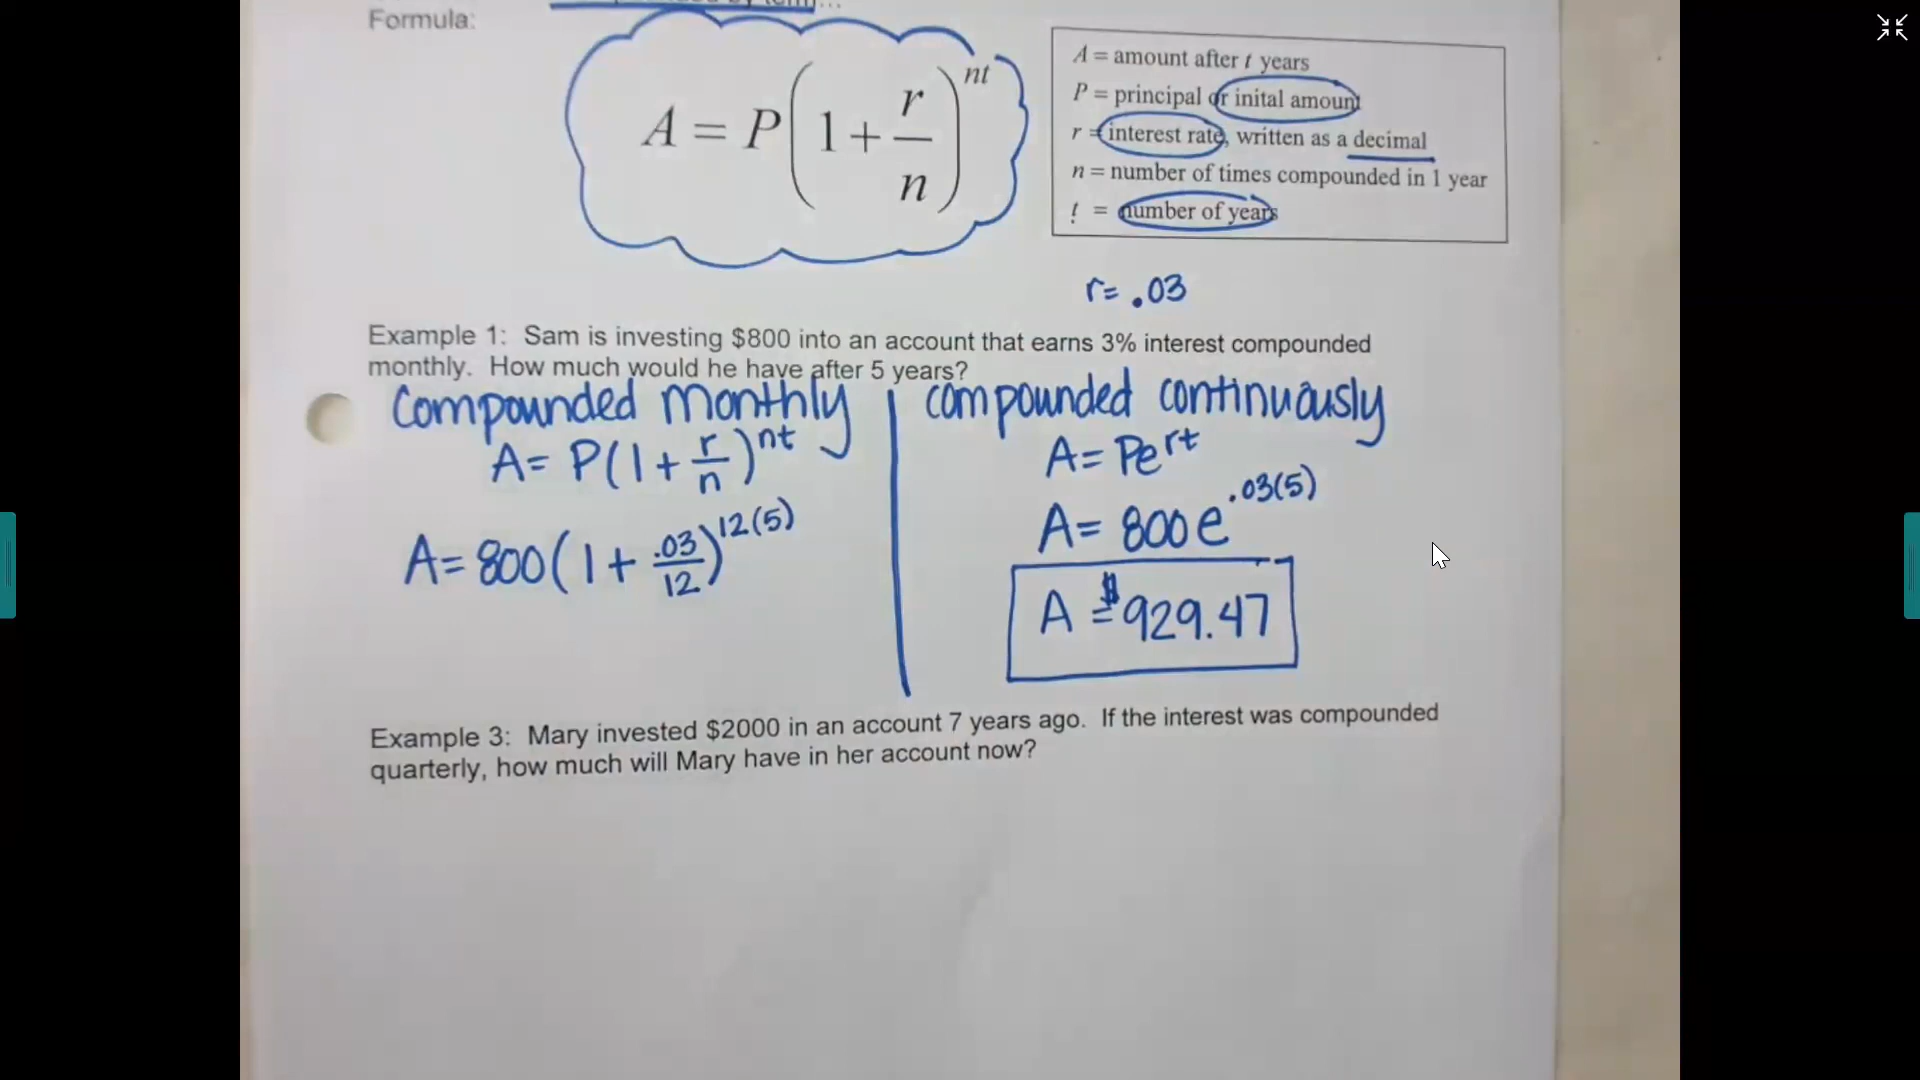 Formula:
A = P(1 + r/n)^nt
A = amount after t years
P = principal or inital amount
r = interest rate, written as a decimal
n = number of times compounded in 1 year
t = number of years
r = .03
Example 1: Sam is investing $800 into an account that earns 3% interest compounded
monthly. How much would he have after 5 years?
Compounded monthly
A = P(1 + r/n)^nt
A = 800(1 + .03/12)^12(5)
compounded continuously
A = Pe^rt
A = 800e^.03(5)
A = $929.47
Example 3: Mary invested $2000 in an account 7 years ago. If the interest was compounded
quarterly, how much will Mary have in her account now?